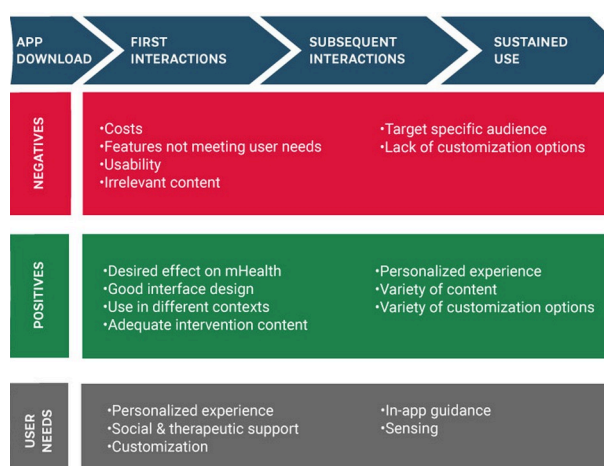 APP
DOWNLOAD
FIRST
INTERACTIONS
SUBSEQUENT
INTERACTIONS
SUSTAINED
USE
NEGATIVES
•Costs
•Features not meeting user needs
•Usability
•Irrelevant content
•Target specific audience
•Lack of customization options
POSITIVES
•Desired effect on mHealth
•Good interface design
•Use in different contexts
•Adequate intervention content
•Personalized experience
•Variety of content
•Variety of customization options
USER
NEEDS
•Personalized experience
•Social & therapeutic support
•Customization
•In-app guidance
•Sensing